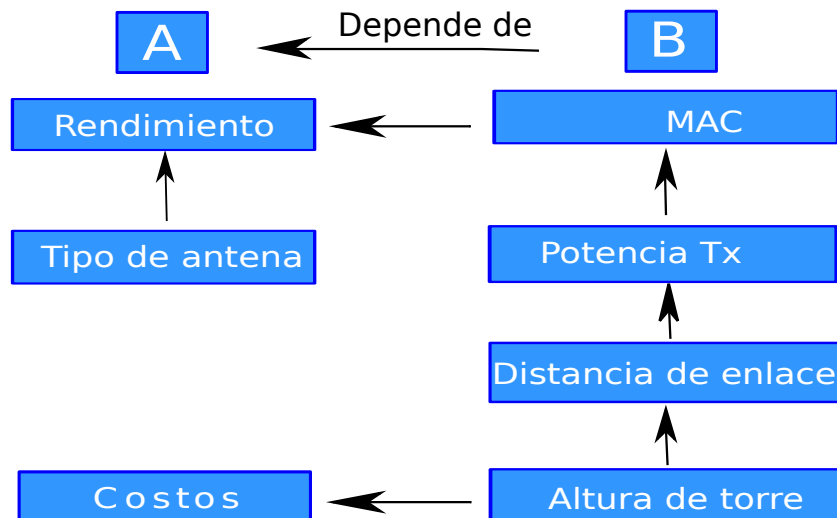 A
Depende de
B
Rendimiento
MAC
Tipo de antena
Potencia Tx
Distancia de enlace
Costos
Altura de torre